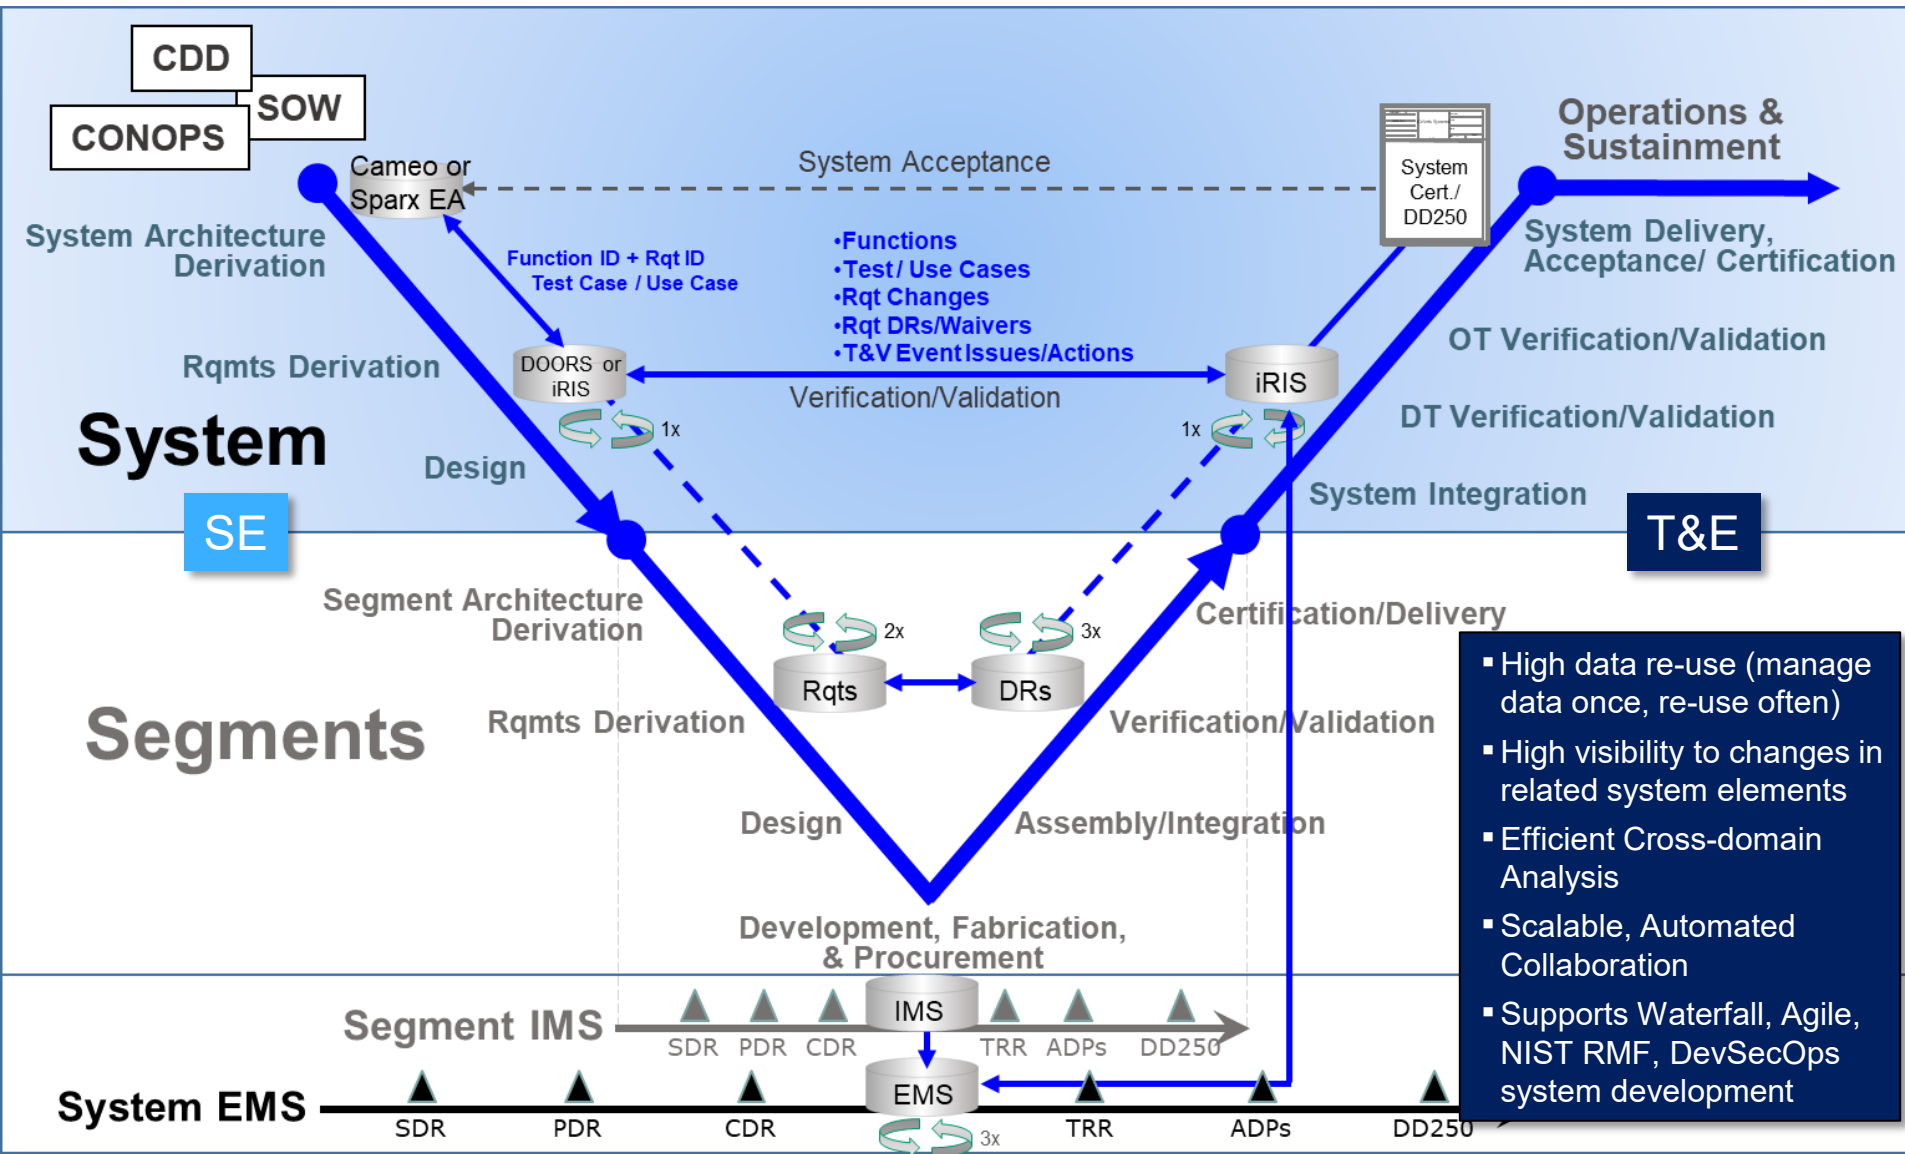 CDD
SOW
CONOPS
Cameo or
Sparx EA
System Acceptance
System
Cert./
DD250
Operations &
Sustainment
System Architecture
Derivation
Function ID + Rqt ID
Test Case / Use Case
•Functions
•Test / Use Cases
•Rqt Changes
•Rqt DRs/Waivers
•T&V Event Issues/Actions
System Delivery,
Acceptance/ Certification
Rqmts Derivation
DOORS or
iRIS
Verification/Validation
iRIS
OT Verification/Validation
1x
1x
DT Verification/Validation
System
Design
System Integration
SE
T&E
Segment Architecture
Derivation
2x
3x
Certification/Delivery
Rqts
DRs
Segments
Rqmts Derivation
Verification/Validation
Design
Assembly/Integration
Development, Fabrication,
& Procurement
▪ High data re-use (manage
data once, re-use often)
▪ High visibility to changes in
related system elements
▪ Efficient Cross-domain
Analysis
▪ Scalable, Automated
Collaboration
▪ Supports Waterfall, Agile,
NIST RMF, DevSecOps
system development
Segment IMS
IMS
SDR PDR CDR TRR ADPs DD250
System EMS
EMS
SDR PDR CDR TRR ADPs DD250
3x